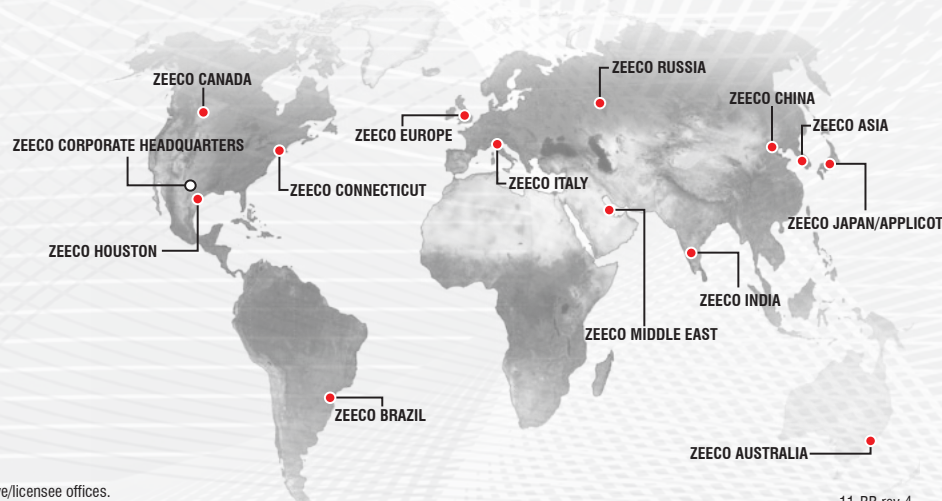 ZEECO CANADA
ZEECO RUSSIA
ZEECO CHINA
ZEECO ASIA
ZEECO EUROPE
ZEECO CORPORATE HEADQUARTERS
ZEECO CONNECTICUT
ZEECO ITALY
ZEECO JAPAN/APPLICOT
ZEECO HOUSTON
ZEECO INDIA
ZEECO MIDDLE EAST
ZEECO BRAZIL
ZEECO AUSTRALIA
/licensee offices.